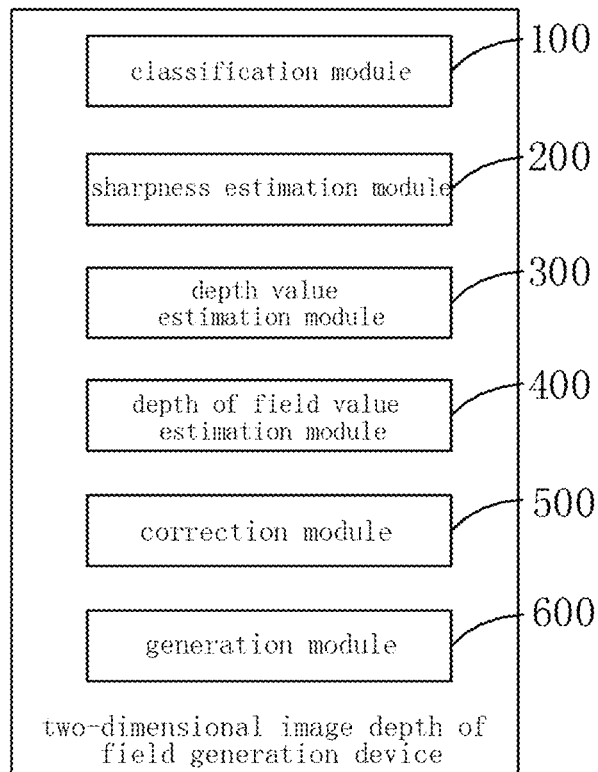 100
classification module
200
sharpness estimation module
300
depth value
estimation module
400
depth of field value
estimation module
500
correction module
600
generation module
two-dimensional image depth of
field generation device